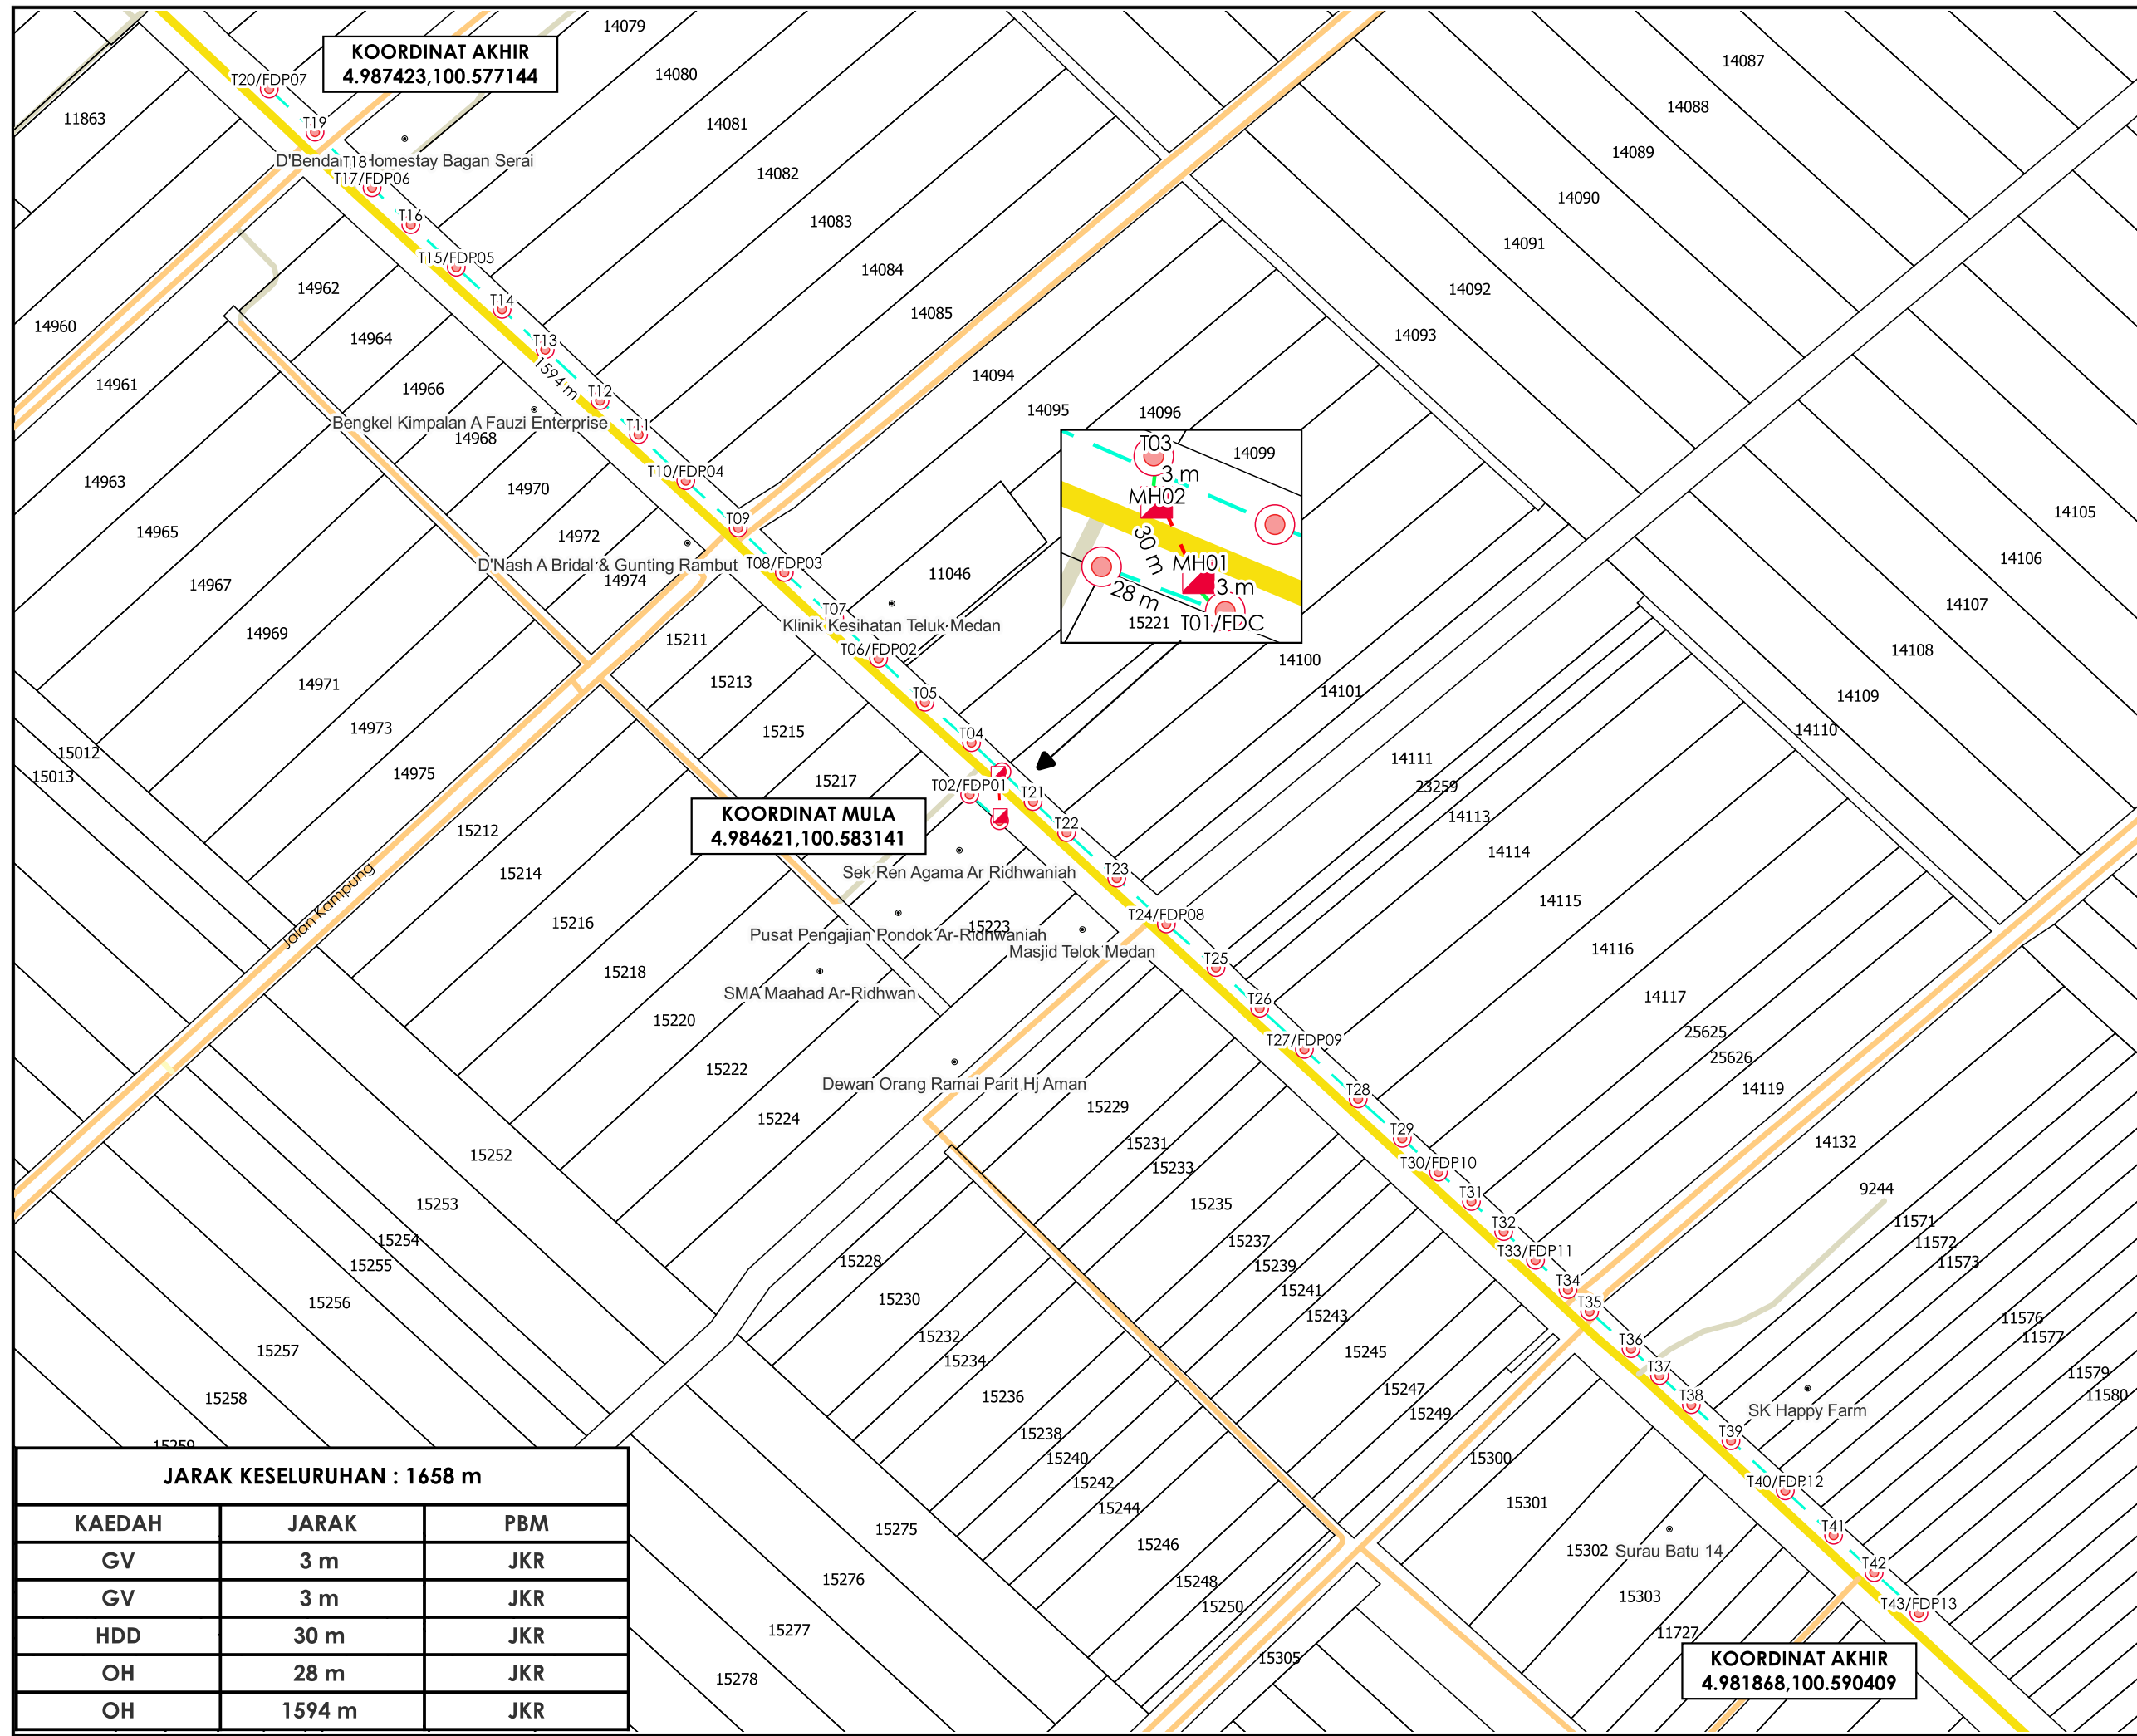 KOORDINAT AKHIR
4.987423,100.577144
14079
14080
14081
14082
14083
14084
14085
14087
14088
14089
14090
14091
14092
14093
14094
14095
14096
14099
14100
14101
14105
14106
14107
14108
14109
14110
14111
23259
14113
14114
14115
14116
14117
25625
25626
14119
14132
9244
11571
11572
11573
11576
11577
11579
11580
11863
14960
14961
14962
14963
14964
14965
14966
14967
14968
14969
14970
14971
14972
14973
14974
14975
15012
15013
11046
15211
15212
15213
15214
15215
15216
15217
15218
15220
15221
15222
15223
15224
15228
15229
15230
15231
15232
15233
15234
15235
15236
15237
15238
15239
15240
15241
15242
15243
15244
15245
15246
15247
15248
15249
15250
15252
15253
15254
15255
15256
15257
15258
15259
15275
15276
15277
15278
15300
15301
15302
15303
15305
11727
T20/FDP07
T19
T18
T17/FDP06
T16
T15/FDP05
T14
T13
1594 m
T12
T11
T10/FDP04
T09
T08/FDP03
T07
T06/FDP02
T05
T04
T02/FDP01
T21
T22
T23
T24/FDP08
T25
T26
T27/FDP09
T28
T29
T30/FDP10
T31
T32
T33/FDP11
T34
T35
T36
T37
T38
T39
T40/FDP12
T41
T42
T43/FDP13
Homestay Bagan Serai
Bengkel Kimpalan A Fauzi Enterprise
D'Nash A Bridal & Gunting Rambut
Klinik Kesihatan Teluk Medan
T03
3 m
MH02
30 m
MH01
3 m
28 m
T01/FDC
KOORDINAT MULA
4.984621,100.583141
Sek Ren Agama Ar Ridhwaniah
Pusat Pengajian Pondok Ar-Ridhwaniah
Masjid Telok Medan
SMA Maahad Ar-Ridhwan
Dewan Orang Ramai Parit Hj Aman
Jalan Kampung
SK Happy Farm
Surau Batu 14
KOORDINAT AKHIR
4.981868,100.590409
JARAK KESELURUHAN : 1658 m
KAEDAH JARAK PBM
GV 3 m JKR
GV 3 m JKR
HDD 30 m JKR
OH 28 m JKR
OH 1594 m JKR